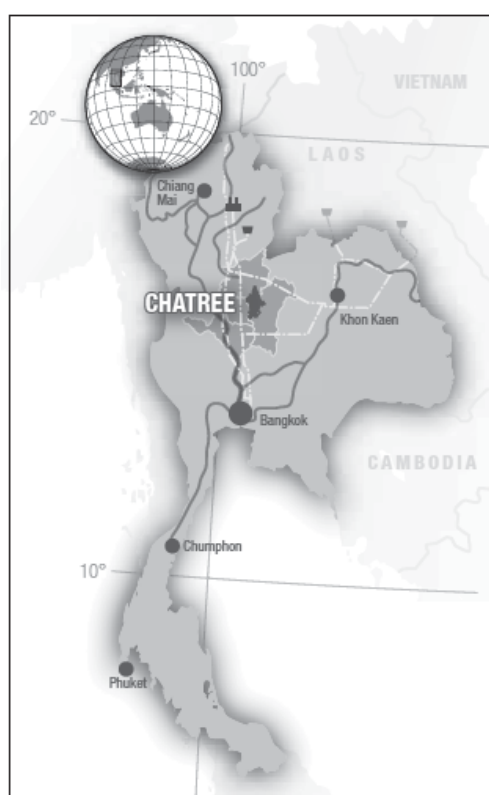 100°
20°
VIETNAM
LAOS
Chiang
Mai
CHATREE
Khon Kaen
Bangkok
CAMBODIA
Chumphon
10°
Phuket